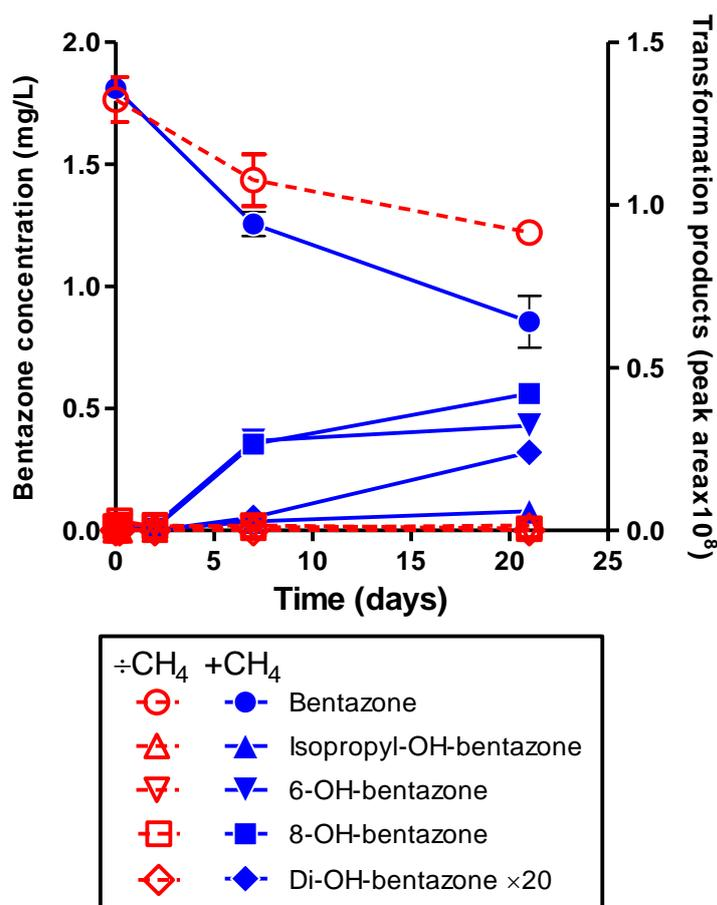 Bentazone concentration (mg/L)
2.0
1.5
1.0
0.5
0.0
0 5 10 15 20 25
Time (days)
1.5
1.0
0.5
0.0
Transformation products (peak areax10⁸)
÷CH₄ +CH₄
Bentazone
Isopropyl-OH-bentazone
6-OH-bentazone
8-OH-bentazone
Di-OH-bentazone ×20